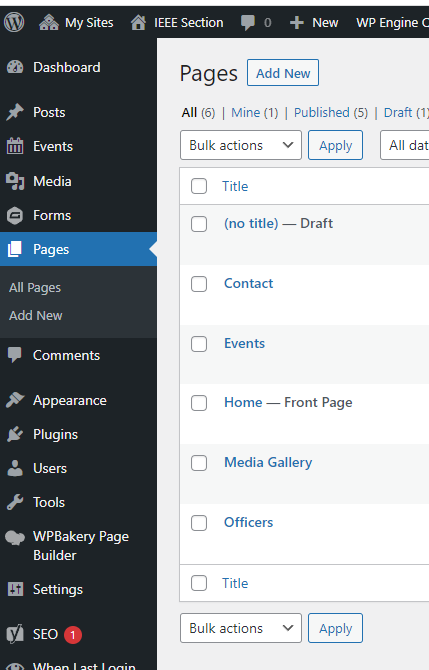 My Sites IEEE Section 0 New WP Engine
Dashboard
Posts
Events
Media
Forms
Pages
All Pages
Add New
Comments
Appearance
Plugins
Users
Tools
WPBakery Page
Builder
Settings
SEO 1
When Last Login
Pages Add New
All (6) | Mine (1) | Published (5) | Draft (1)
Bulk actions Apply All dat
Title
(no title) — Draft
Contact
Events
Home — Front Page
Media Gallery
Officers
Title
Bulk actions Apply